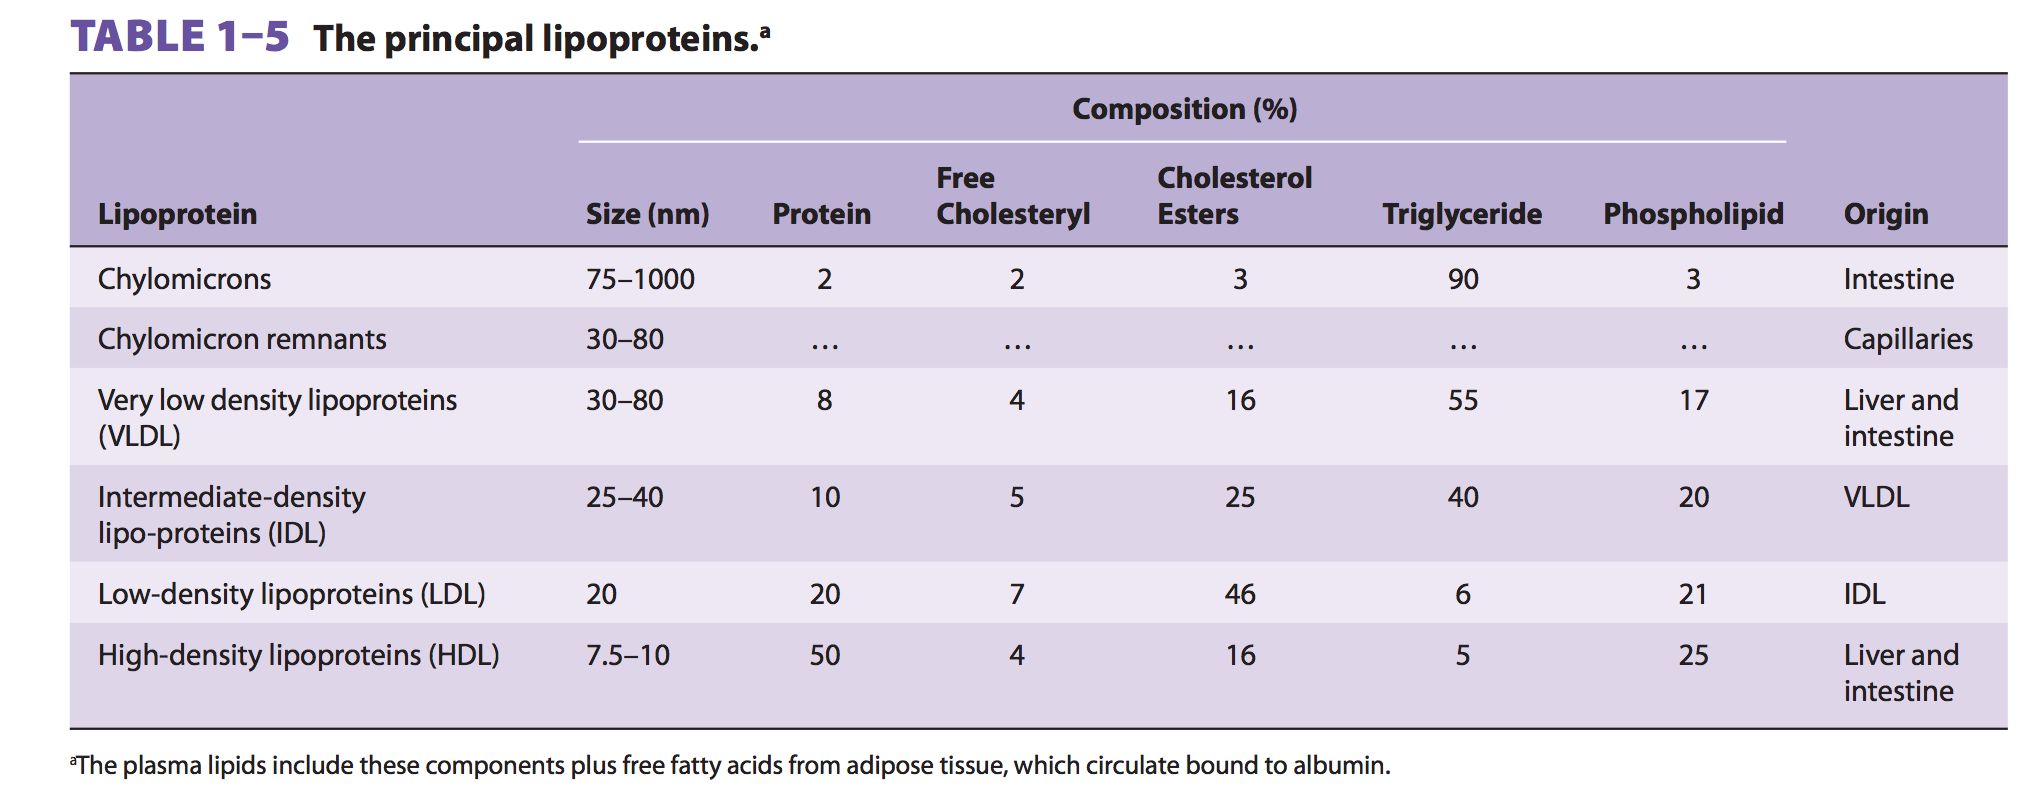 TABLE 1–5 The principal lipoproteins.a
Composition (%)
Lipoprotein Size (nm) Protein Free Cholesteryl Cholesterol Esters Triglyceride Phospholipid Origin
Chylomicrons 75–1000 2 2 3 90 3 Intestine
Chylomicron remnants 30–80 … … … … … Capillaries
Very low density lipoproteins (VLDL) 30–80 8 4 16 55 17 Liver and intestine
Intermediate-density lipo-proteins (IDL) 25–40 10 5 25 40 20 VLDL
Low-density lipoproteins (LDL) 20 20 7 46 6 21 IDL
High-density lipoproteins (HDL) 7.5–10 50 4 16 5 25 Liver and intestine
aThe plasma lipids include these components plus free fatty acids from adipose tissue, which circulate bound to albumin.